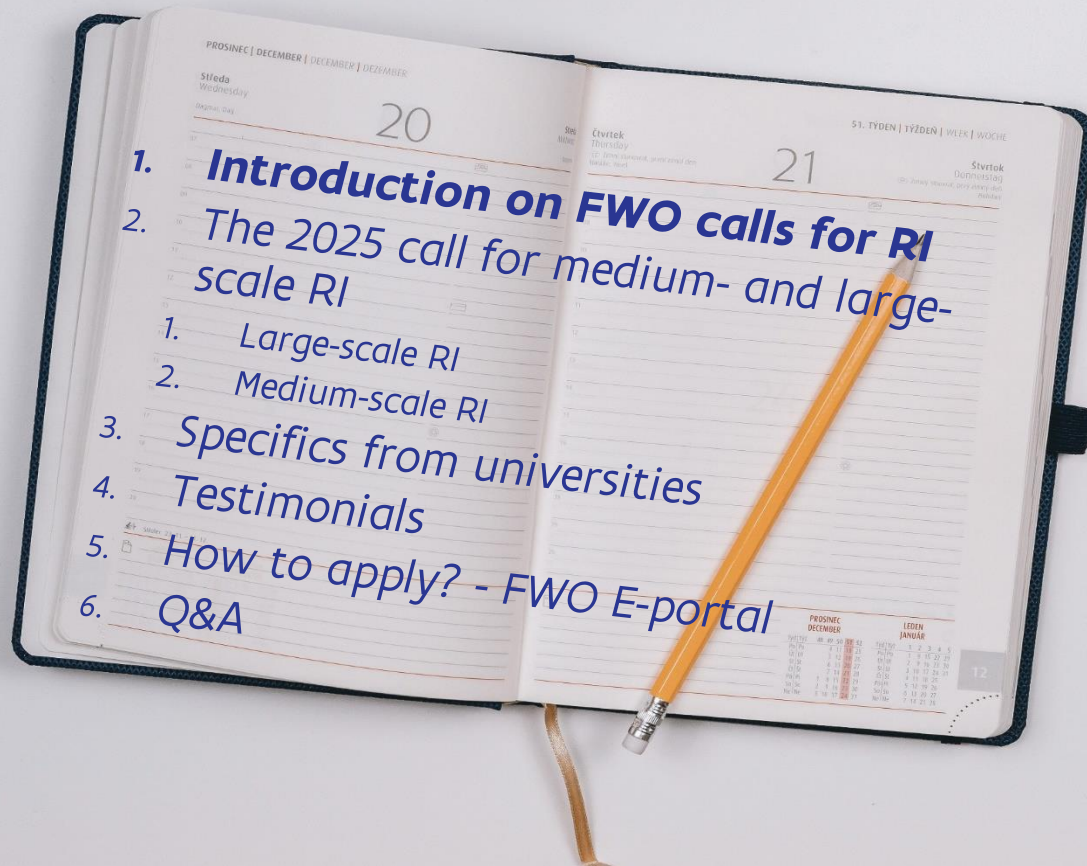 PROSINEC | DECEMBER | DECEMBER | DEZEMBER
Středa
Wednesday
20
51. TÝDEN | TÝŽDEŇ | WEEK | WOCHE
Čtvrtek
Thursday
21
Štvrtok
Donnerstag
1. Introduction on FWO calls for RI
2. The 2025 call for medium- and large-
scale RI
1. Large-scale RI
2. Medium-scale RI
3. Specifics from universities
4. Testimonials
5. How to apply? - FWO E-portal
6. Q&A
PROSINEC
DECEMBER
LEDEN
JANUÁR
12